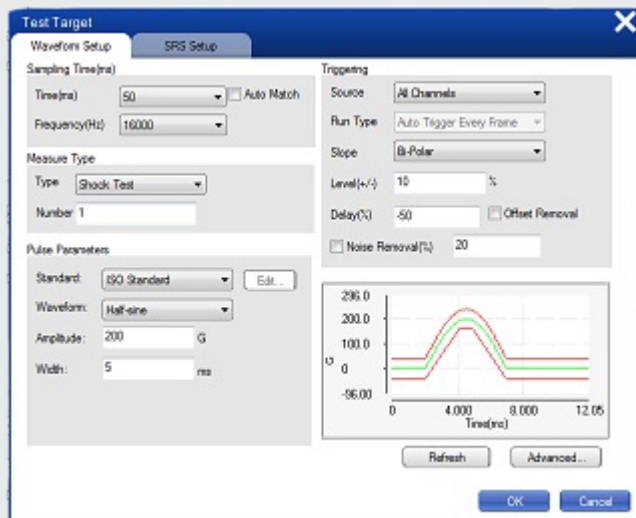 Test Target
Waveform Setup
SRS Setup
Sampling Time(ms)
Time(ms) 50 Auto Match
Frequency(Hz) 16000
Measure Type
Type Shock Test
Number 1
Pulse Parameters
Standard: ISO Standard Edit...
Waveform: Half-sine
Amplitude: 200 G
Width: 5 ms
Triggering
Source All Channels
Run Type Auto Trigger Every Frame
Slope Bi-Polar
Level(+/-) 10 %
Delay(%) -50 Offset Removal
Noise Removal(%) 20
296.0
200.0
100.0
0
-96.00
G
0 4.000 8.000 12.05
Time(ms)
Refresh Advanced...
OK Cancel